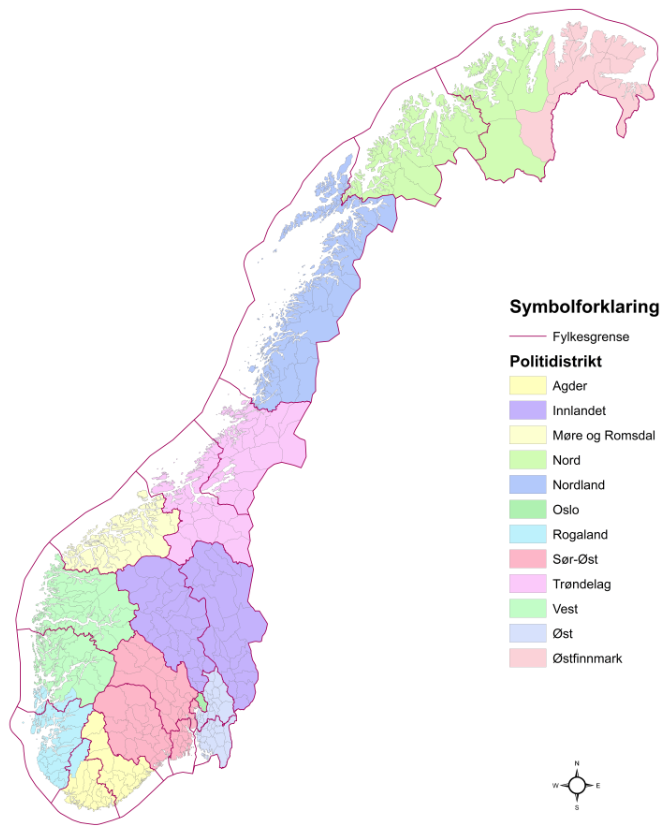 Symbolforklaring
Fylkesgrense
Politidistrikt
Agder
Innlandet
Møre og Romsdal
Nord
Nordland
Oslo
Rogaland
Sør-Øst
Trøndelag
Vest
Øst
Østfinnmark
N
W E
S